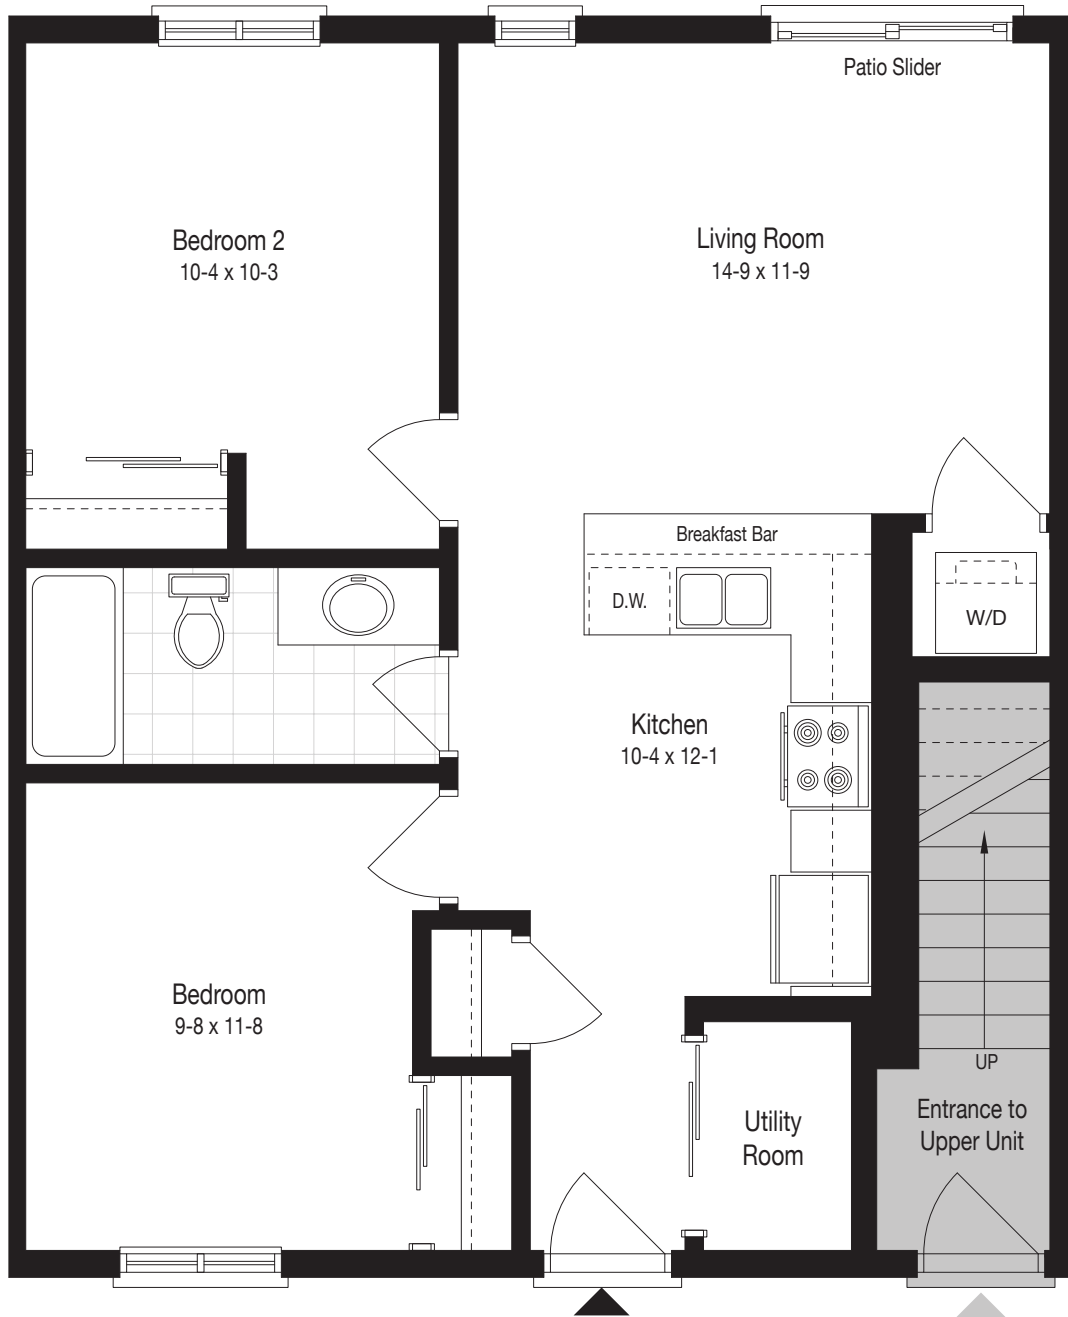 Patio Slider
Bedroom 2
10-4 x 10-3
Living Room
14-9 x 11-9
Breakfast Bar
D.W.
W/D
Kitchen
10-4 x 12-1
Bedroom
9-8 x 11-8
UP
Utility
Room
Entrance to
Upper Unit